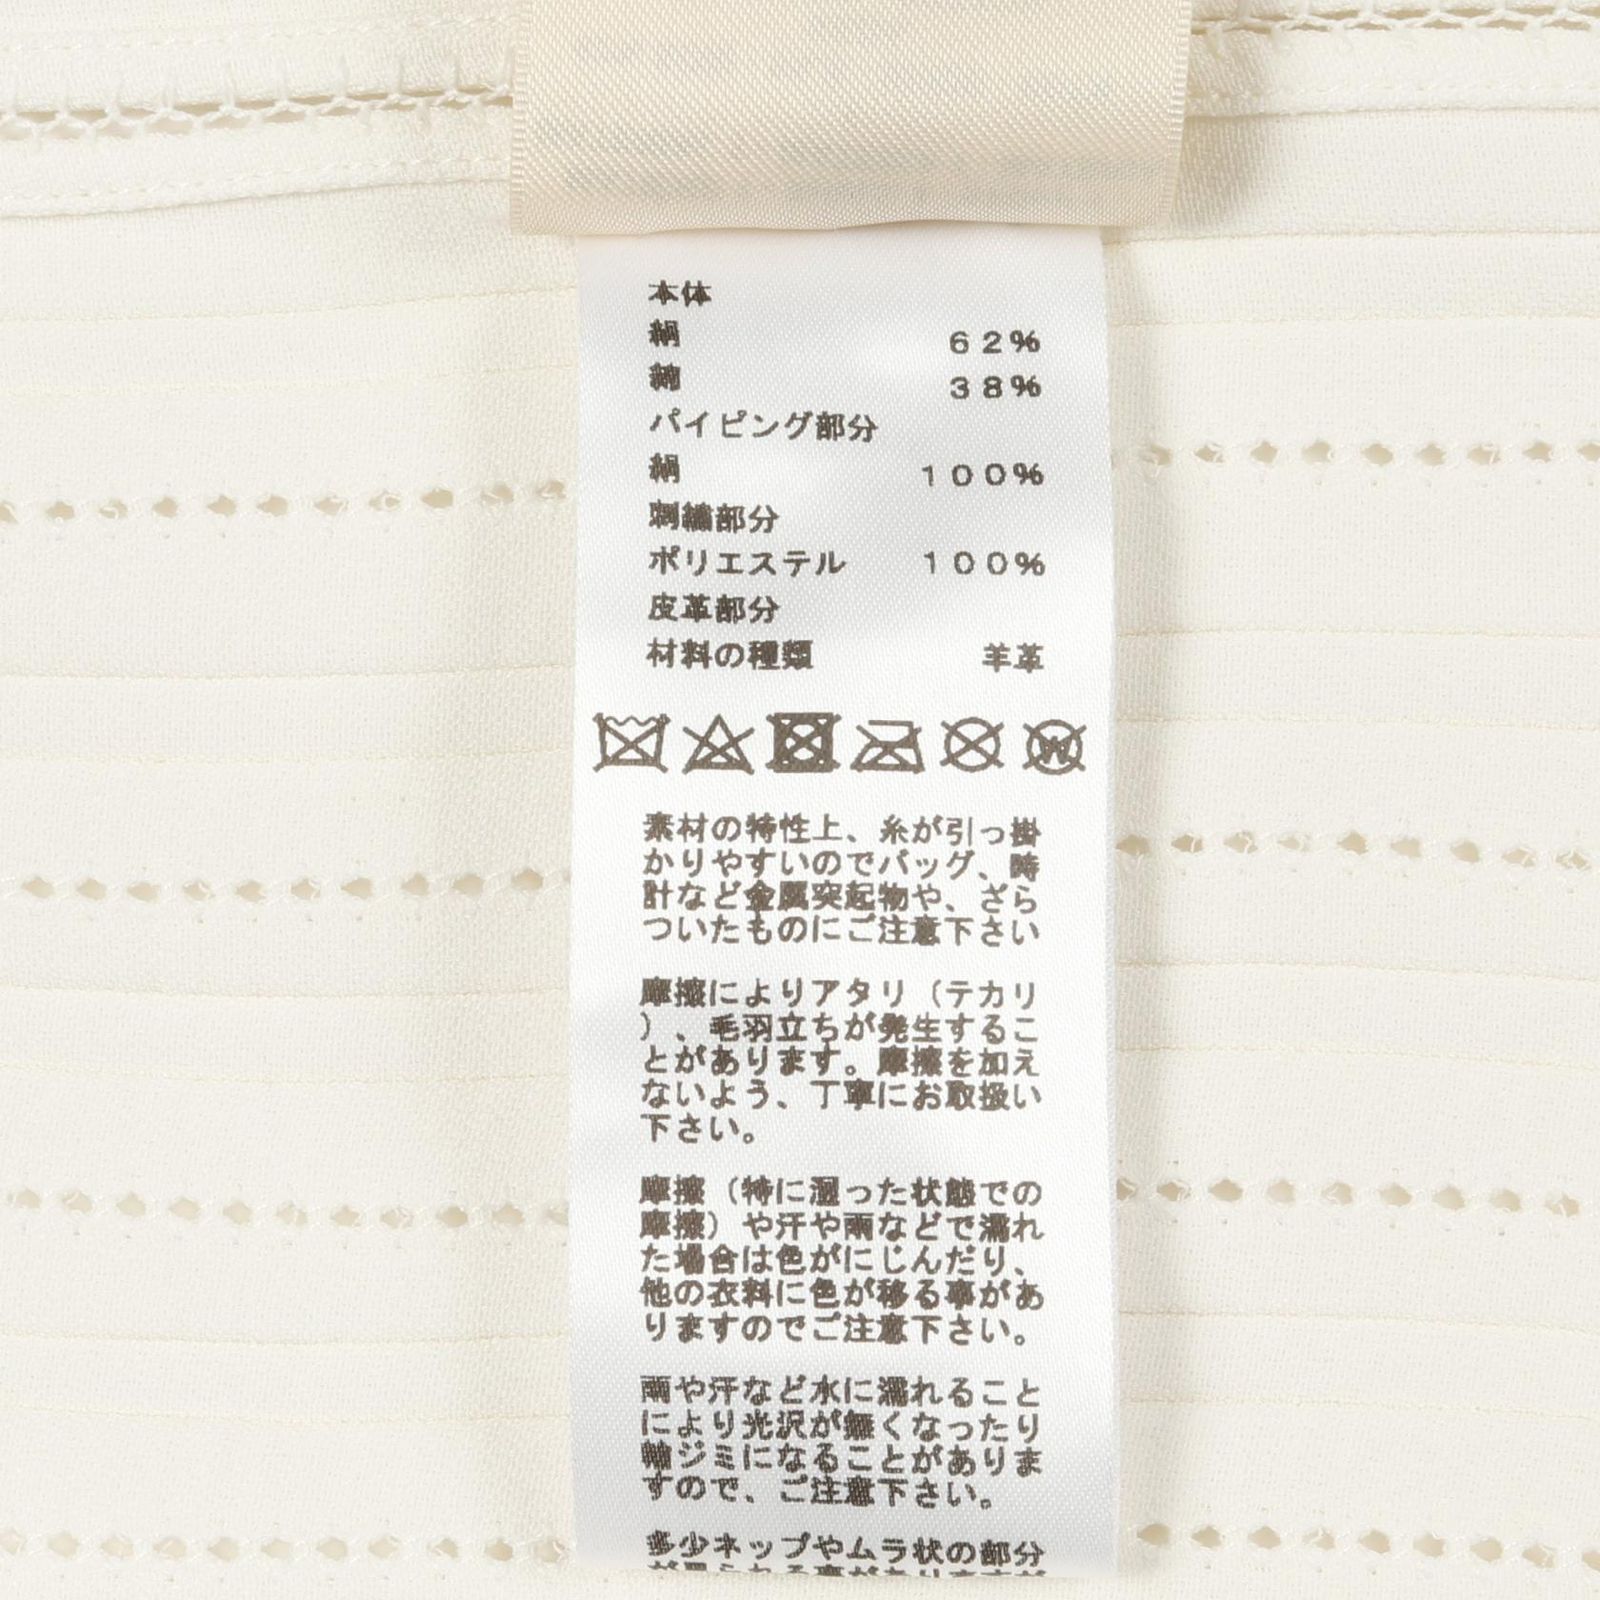 本体
絹 62%
綿 38%
パイピング部分
絹 100%
刺繍部分
ポリエステル 100%
皮革部分
材料の種類 羊革
W
素材の特性上、糸が引っ掛
かりやすいのでバッグ、時
計など金属突起物や、ざら
ついたものにご注意下さい
摩擦によりアタリ（テカリ
）、毛羽立ちが発生するこ
とがあります。摩擦を加え
ないよう、丁寧にお取扱い
下さい。
摩擦（特に湿った状態での
摩擦）や汗や雨などで濡れ
た場合は色がにじんだり、
他の衣料に色が移る事があ
りますのでご注意下さい。
雨や汗など水に濡れること
により光沢が無くなったり
輪ジミになることがありま
すので、ご注意下さい。
多少ネップやムラ状の部分